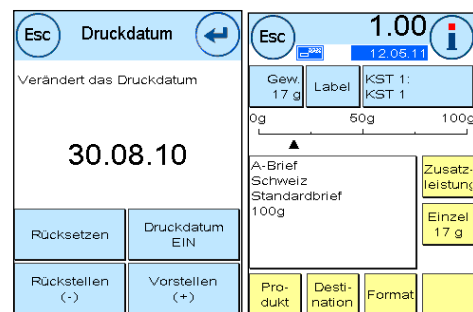 Esc
Druckdatum
Verändert das Druckdatum
30.08.10
Rücksetzen
Druckdatum
EIN
Rückstellen
(-)
Vorstellen
(+)
Esc
1.00
12.05.11
i
Gew.
17 g
Label
KST 1:
KST 1
0g 50g 100g
A-Brief
Schweiz
Standardbrief
100g
Zusatz-
leistung
Einzel
17 g
Pro-
dukt
Desti-
nation
Format